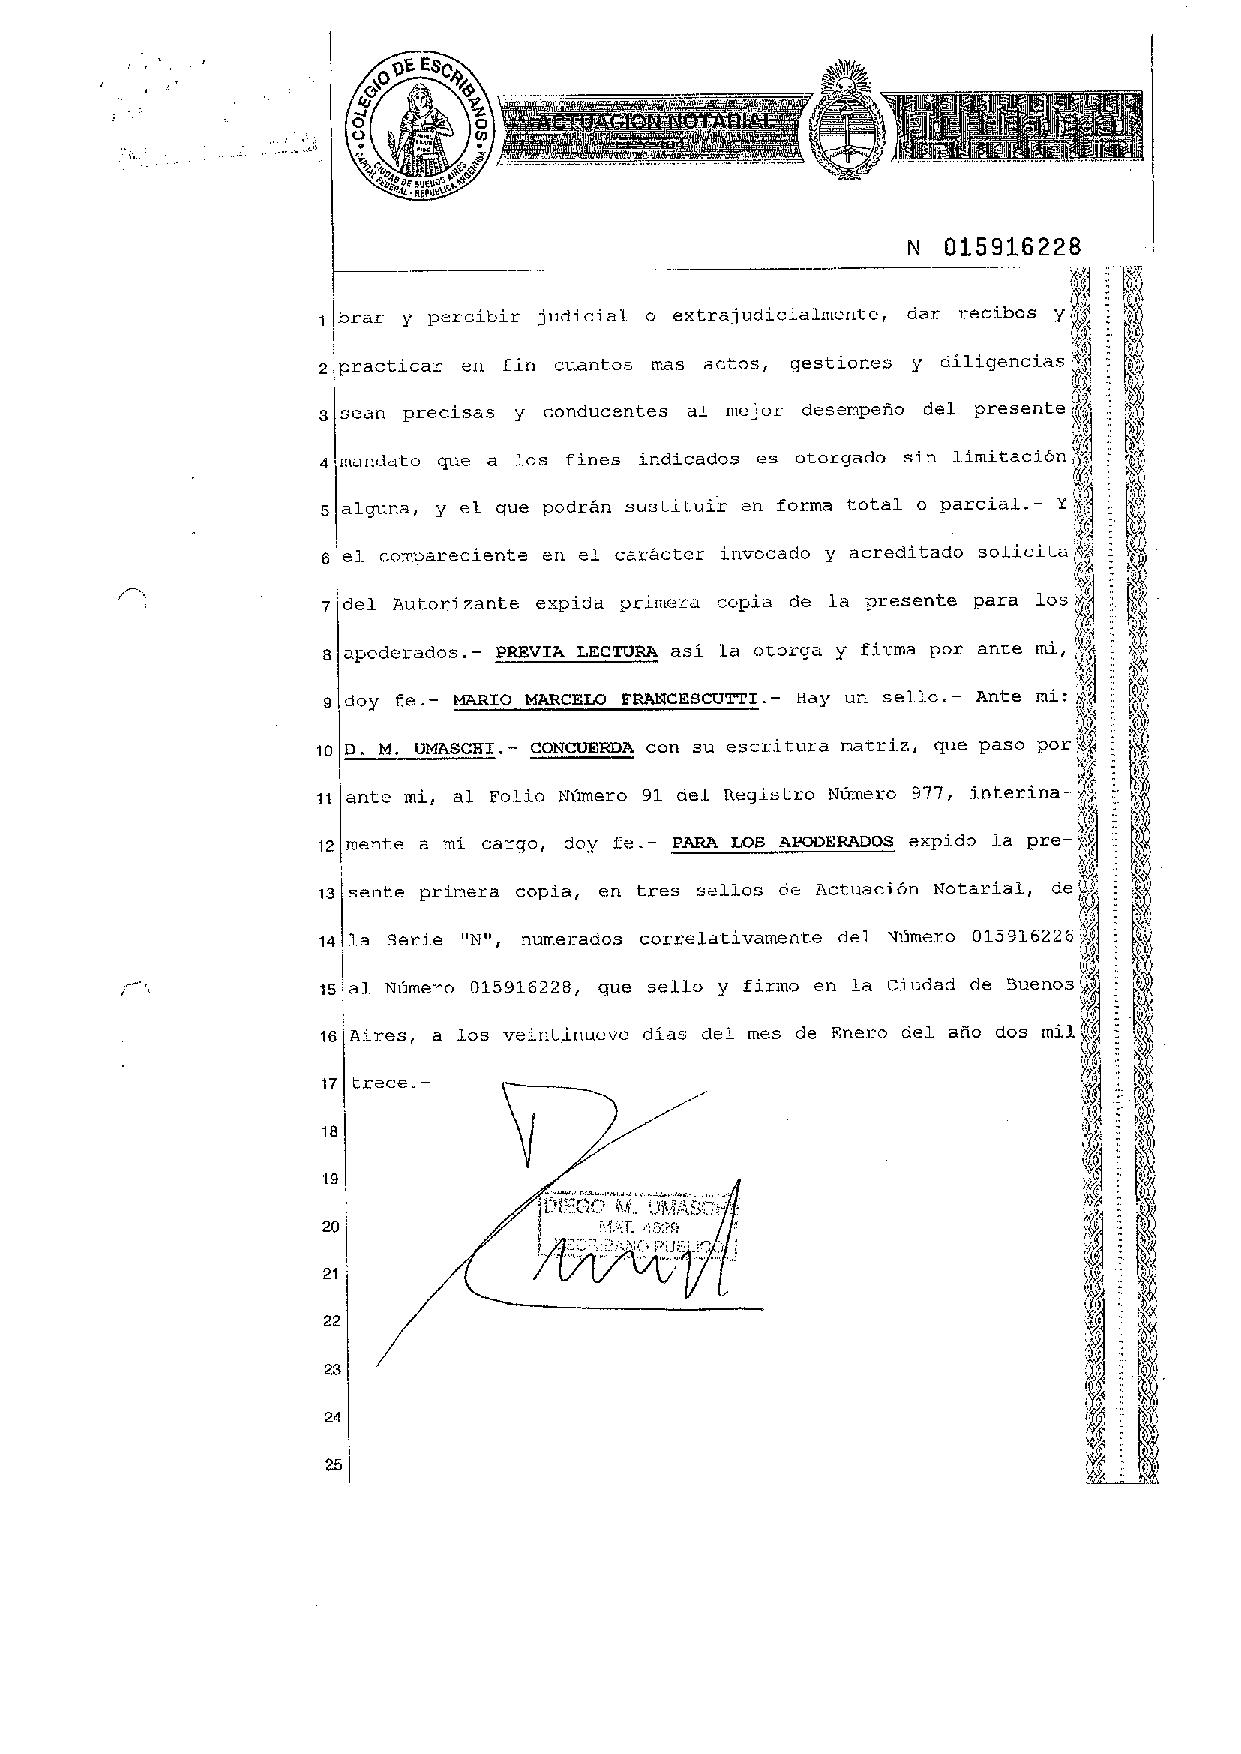 COLEGIO DE ESCRIBANOS
CIUDAD DE BUENOS AIRES
CAPITAL FEDERAL - REPUBLICA ARGENTINA
ACTUACION NOTARIAL
N 015916228
1 brar y percibir judicial o extrajudicialmente, dar recibos y
2 practicar en fin cuantos mas actos, gestiones y diligencias
3 sean precisas y conducentes al mejor desempeño del presente
4 mandato que a los fines indicados es otorgado sin limitación
5 alguna, y el que podrán sustituir en forma total o parcial.- Y
6 el compareciente en el carácter invocado y acreditado solicita
7 del Autorizante expida primera copia de la presente para los
8 apoderados.- PREVIA LECTURA así la otorga y firma por ante mi,
9 doy fe.- MARIO MARCELO FRANCESCUTTI.- Hay un sello.- Ante mi:
10 D. M. UMASCHI.- CONCUERDA con su escritura matriz, que paso por
11 ante mi, al Folio Número 91 del Registro Número 977, interina-
12 mente a mi cargo, doy fe.- PARA LOS APODERADOS expido la pre-
13 sente primera copia, en tres sellos de Actuación Notarial, de
14 la Serie "N", numerados correlativamente del Número 015916226
15 al Número 015916228, que sello y firmo en la Ciudad de Buenos
16 Aires, a los veintinueve días del mes de Enero del año dos mil
17 trece.-
18
19
DIEGO M. UMASCHI
20
MAT. 4829
ESCRIBANO PUBLICO
21
22
23
24
25